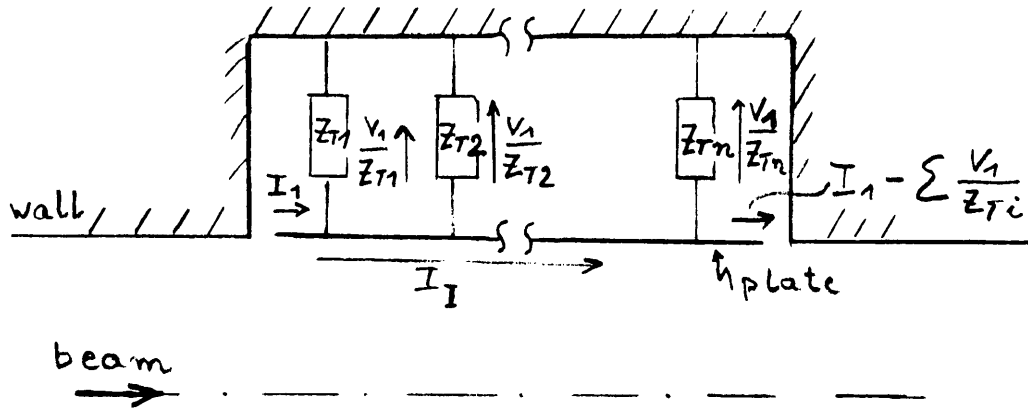 Z_T1
V_1/Z_T1
Z_T2
V_1/Z_T2
Z_Tn
V_1/Z_Tn
I_1
I_1 - Σ V_1/Z_Ti
wall
I_I
plate
beam